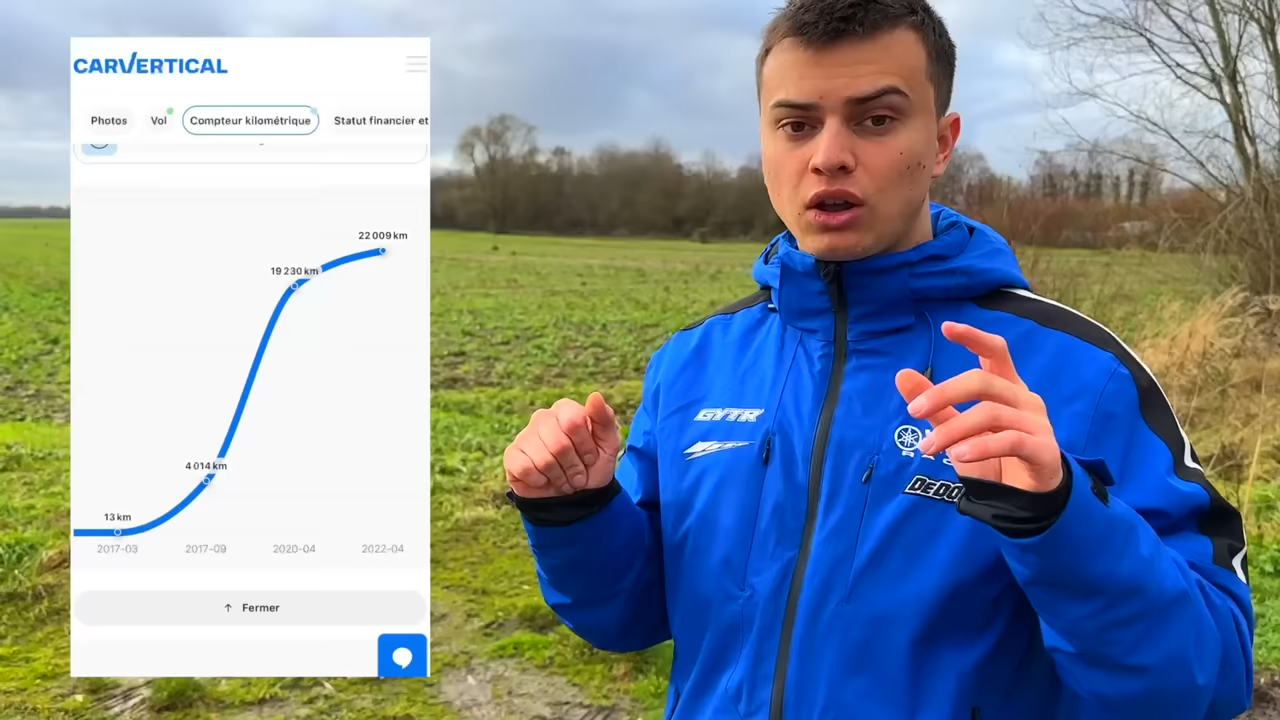 CARVERTICAL
Photos
Vol
Compteur kilométrique
Statut financier et
22 009 km
19 230 km
4 014 km
13 km
2017-03
2017-09
2020-04
2022-04
↑ Fermer
GYTR
DEDO